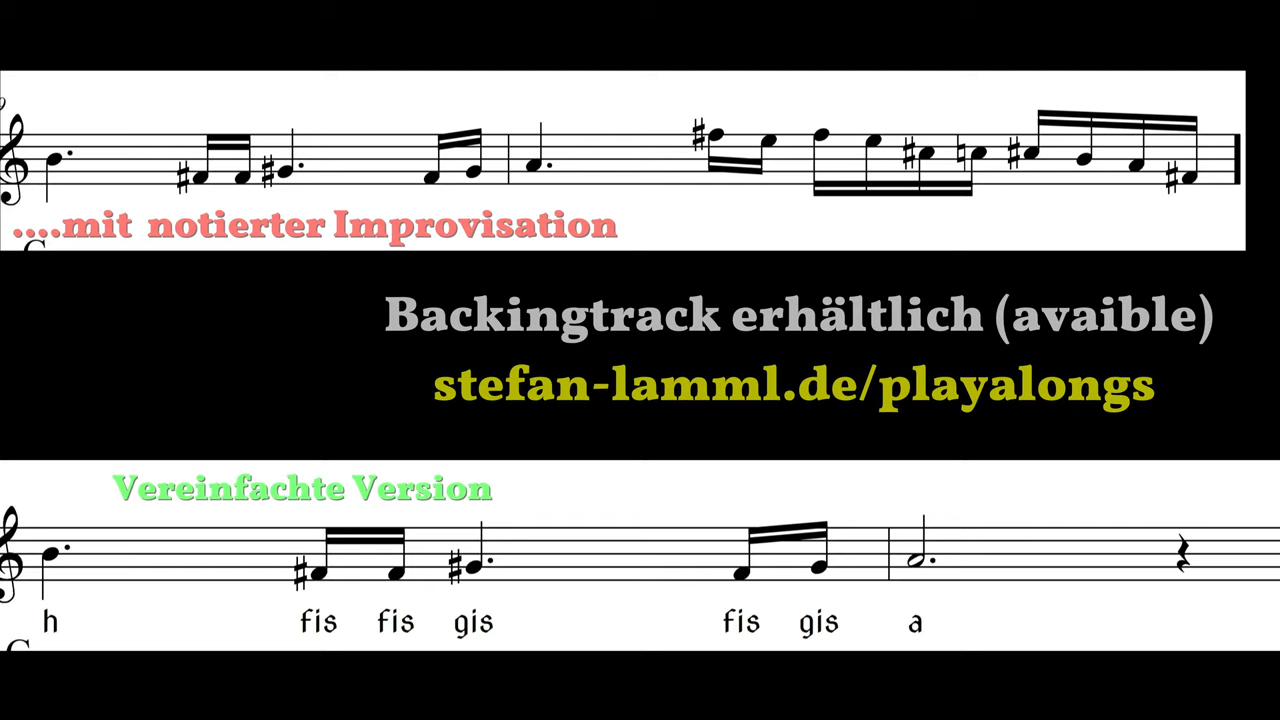 ....mit notierter Improvisation
Backingtrack erhältlich (avaible)
stefan-lamml.de/playalongs
Vereinfachte Version
h fis fis gis fis gis a